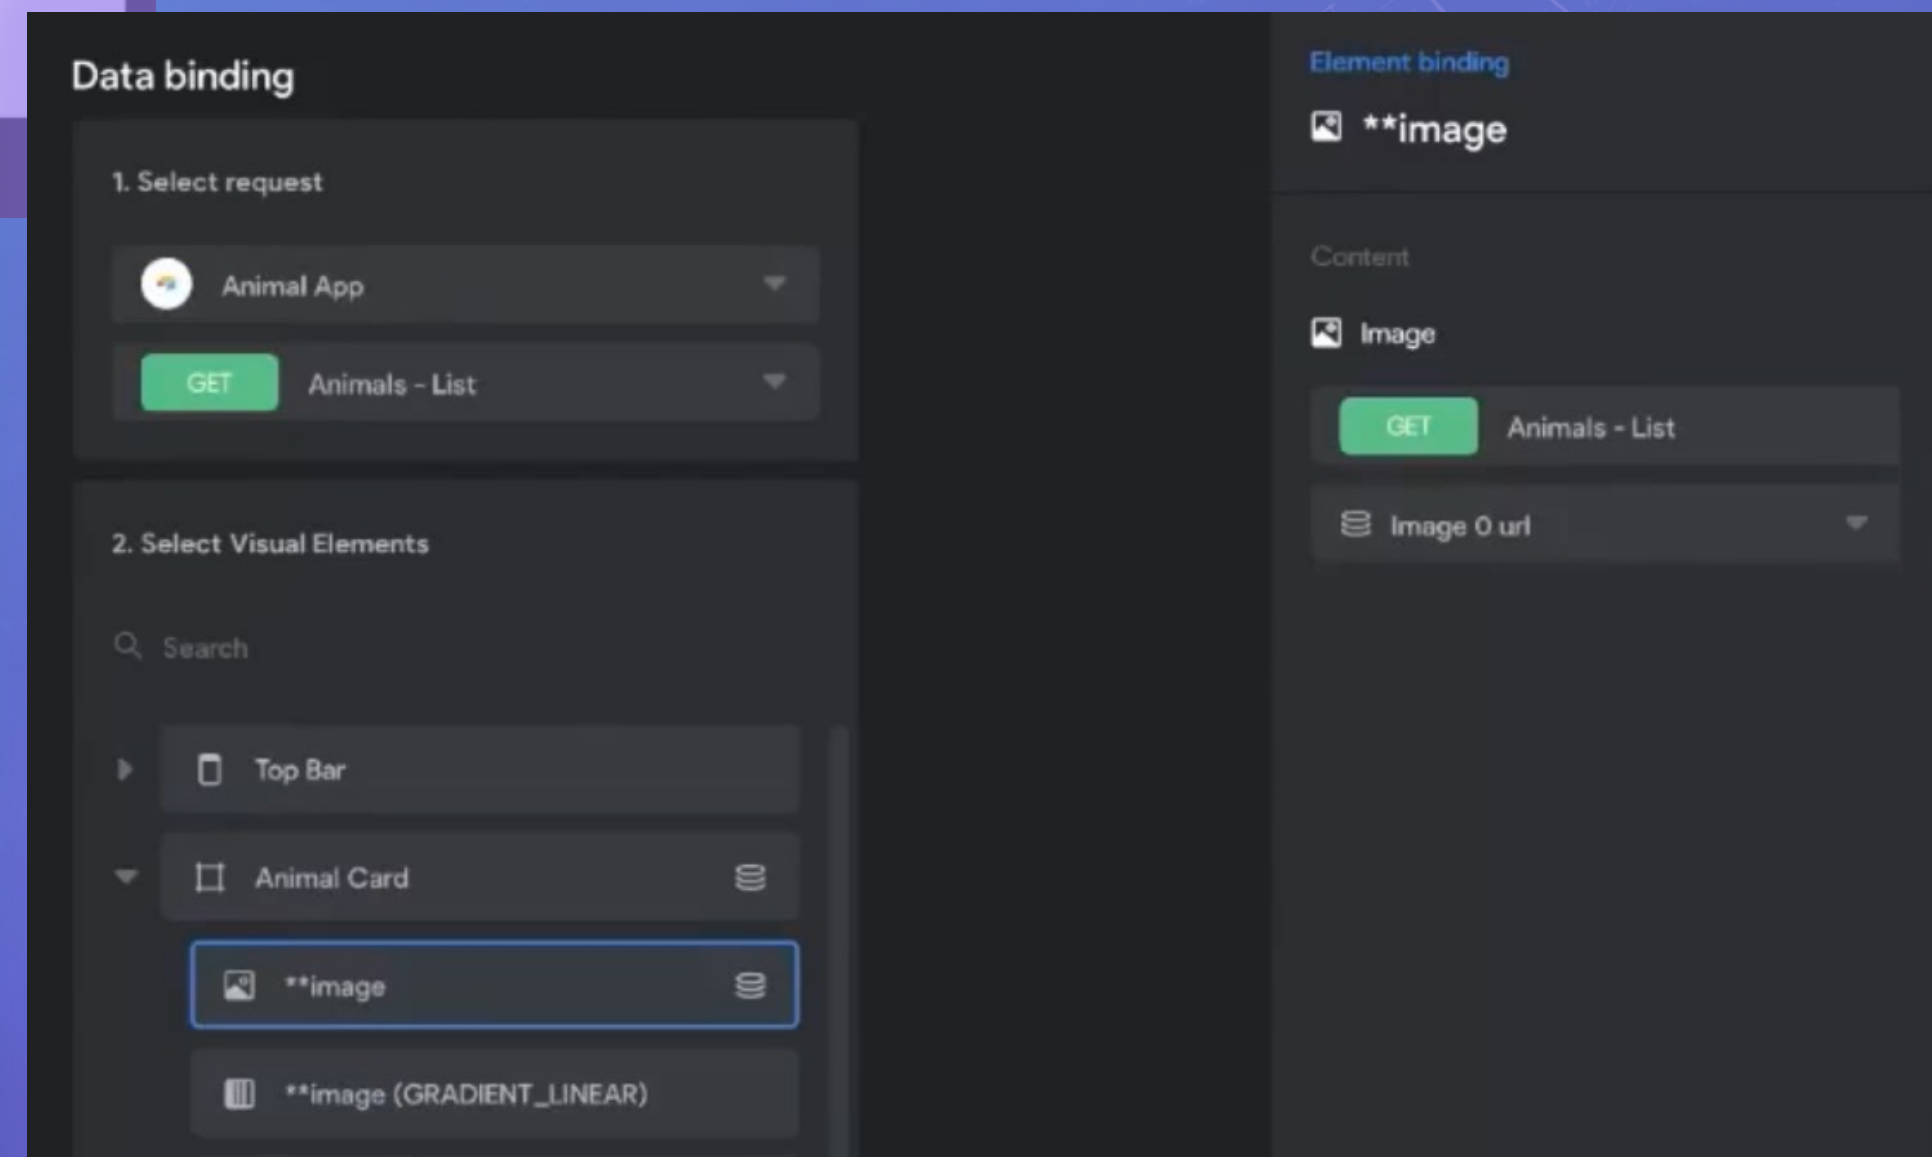 Data binding
1. Select request
Animal App
GET Animals - List
2. Select Visual Elements
Search
Top Bar
Animal Card
**image
**image (GRADIENT_LINEAR)
Element binding
**image
Content
Image
GET Animals - List
Image 0 url